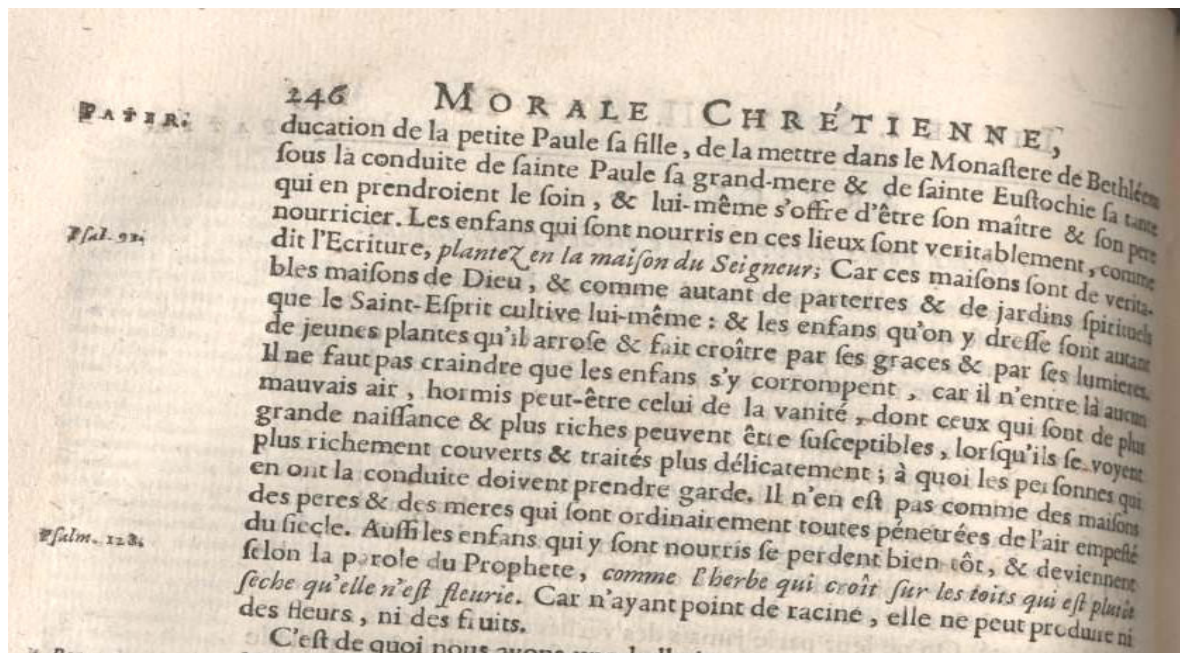 246 MORALE CHRÉTIENNE,
PATER.
ducation de la petite Paule ſa fille, de la mettre dans le Monaſtere de Bethléem
ſous la conduite de ſainte Paule ſa grand-mere & de ſainte Euſtochie ſa tante
qui en prendroient le ſoin, & lui-même s'offre d'être ſon maître & ſon pere
nourricier. Les enfans qui ſont nourris en ces lieux ſont veritablement, comme
Pſal. 91.
dit l'Ecriture, plantez en la maiſon du Seigneur; Car ces maiſons ſont de verita-
bles maiſons de Dieu, & comme autant de parterres & de jardins ſpirituels
que le Saint-Eſprit cultive lui-même : & les enfans qu'on y dreſſe ſont autant
de jeunes plantes qu'il arroſe & fait croître par ſes graces & par ſes lumieres.
Il ne faut pas craindre que les enfans s'y corrompent, car il n'entre là aucun
mauvais air, hormis peut-être celui de la vanité, dont ceux qui ſont de plus
grande naiſſance & plus riches peuvent être ſuſceptibles, lorſqu'ils ſe voyent
plus richement couverts & traités plus délicatement; à quoi les perſonnes qui
en ont la conduite doivent prendre garde. Il n'en eſt pas comme des maiſons
des peres & des meres qui ſont ordinairement toutes pénetrées de l'air empeſté
du ſiecle. Auſſi les enfans qui y ſont nourris ſe perdent bien-tôt, & deviennent
Pſalm. 128.
ſelon la parole du Prophete, comme l'herbe qui croît ſur les toits qui eſt plutôt
ſeche qu'elle n'eſt fleurie. Car n'ayant point de racine, elle ne peut produire ni
des fleurs, ni des fruits.
C'eſt de quoi nous avons une